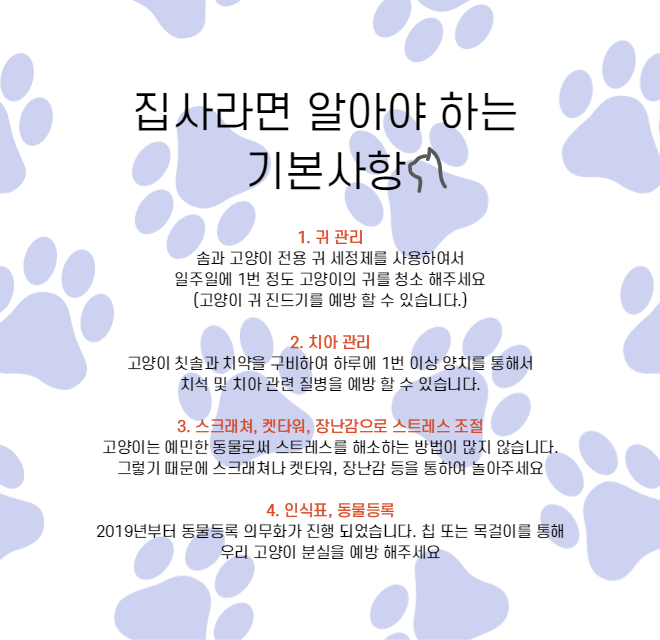 집사라면 알아야 하는
기본사항
1. 귀 관리
솜과 고양이 전용 귀 세정제를 사용하여서
일주일에 1번 정도 고양이의 귀를 청소 해주세요
(고양이 귀 진드기를 예방 할 수 있습니다.)
2. 치아 관리
고양이 칫솔과 치약을 구비하여 하루에 1번 이상 양치를 통해서
치석 및 치아 관련 질병을 예방 할 수 있습니다.
3. 스크래쳐, 켓타워, 장난감으로 스트레스 조절
고양이는 예민한 동물로써 스트레스를 해소하는 방법이 많지 않습니다.
그렇기 때문에 스크래쳐나 켓타워, 장난감 등을 통하여 놀아주세요
4. 인식표, 동물등록
2019년부터 동물등록 의무화가 진행 되었습니다. 칩 또는 목걸이를 통해
우리 고양이 분실을 예방 해주세요